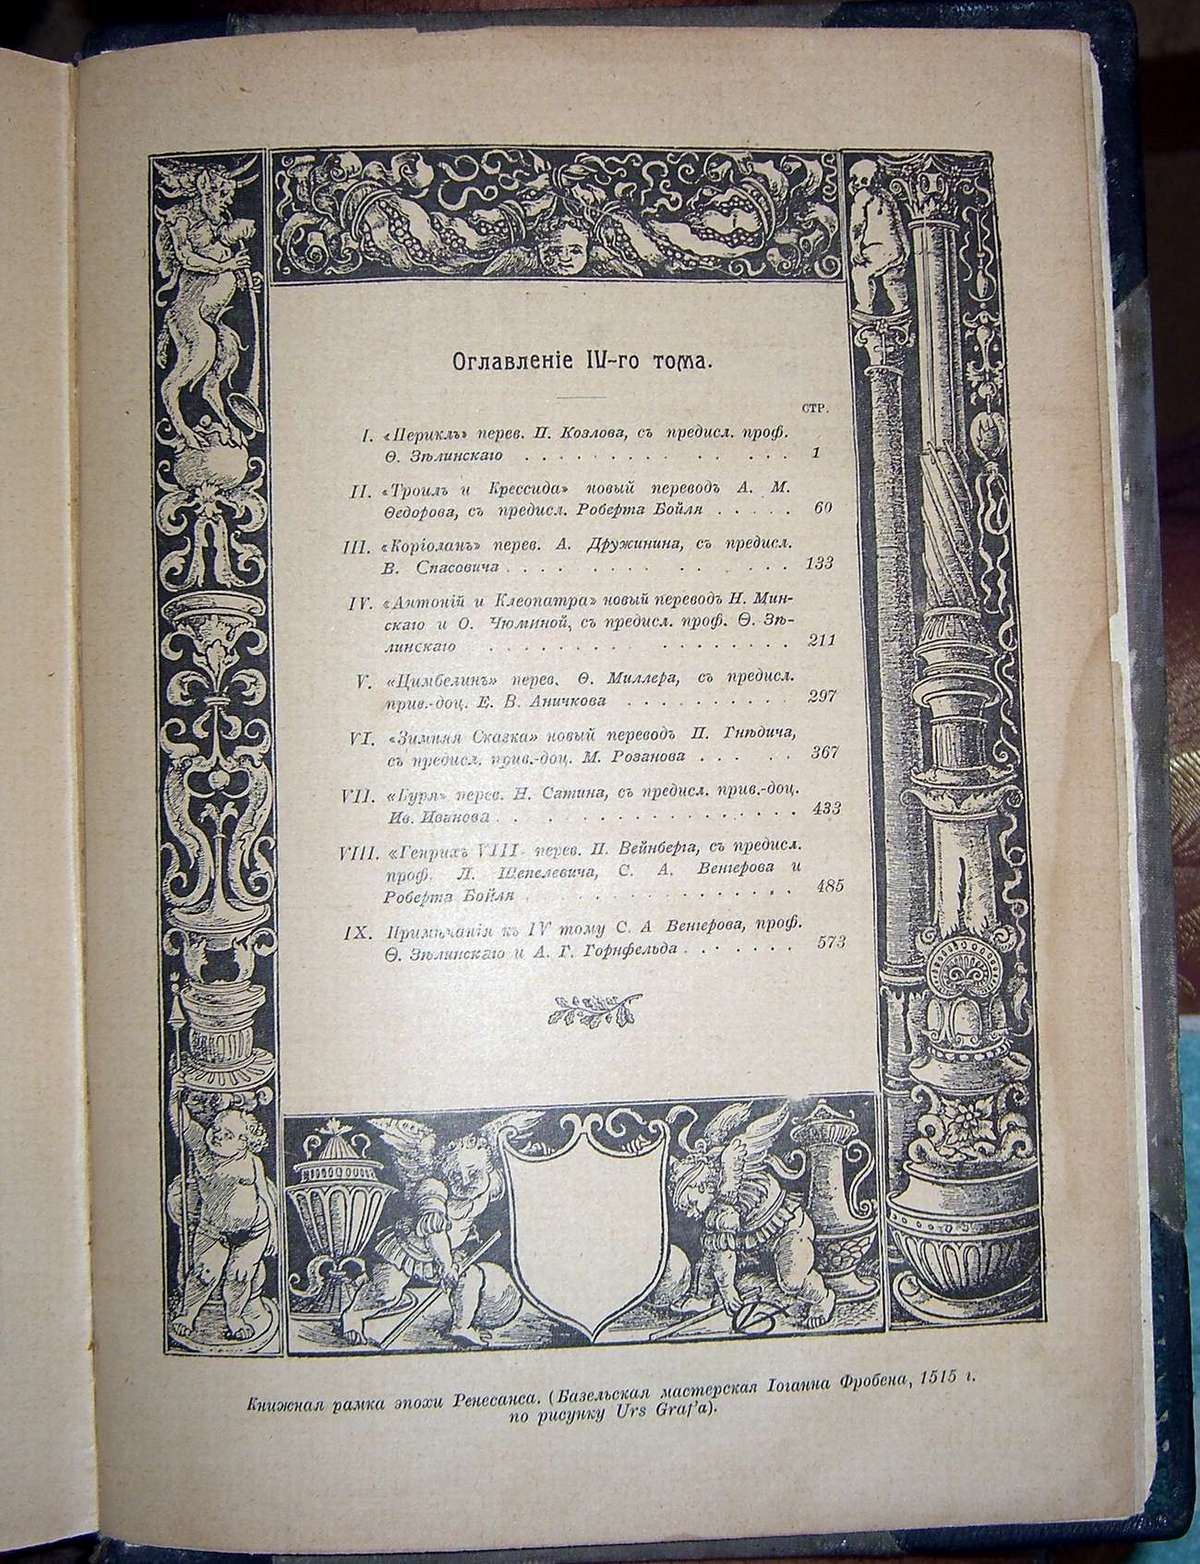 Оглавленіе IV-го тома.
СТР.
I. «Периклъ» перев. П. Козлова, съ предисл. проф.
Ѳ. Зѣлинскаго . . . . . . . . . . . . . . . . 1
II. «Троилъ и Крессида» новый переводъ А. М.
Ѳедорова, съ предисл. Роберта Бойля . . . . . 60
III. «Коріоланъ» перев. А. Дружинина, съ предисл.
В. Спасовича . . . . . . . . . . . . . . . . 133
IV. «Антоній и Клеопатра» новый переводъ Н. Мин-
скаго и О. Чюминой, съ предисл. проф. Ѳ. Зѣ-
линскаго . . . . . . . . . . . . . . . . . . 211
V. «Цимбелинъ» перев. Ѳ. Миллера, съ предисл.
прив.-доц. Е. В. Аничкова . . . . . . . . . . 297
VI. «Зимняя Сказка» новый переводъ П. Гнѣдича,
съ предисл. прив.-доц. М. Розанова . . . . . . 367
VII. «Буря» перев. Н. Сатина, съ предисл. прив.-доц.
Ив. Иванова . . . . . . . . . . . . . . . . . 433
VIII. «Генрихъ VIII» перев. П. Вейнберга, съ предисл.
проф. Л. Шепелевича, С. А. Венгерова и
Роберта Бойля . . . . . . . . . . . . . . . . 485
IX. Примѣчанія къ IV тому С. А Венгерова, проф.
Ѳ. Зѣлинскаго и А. Г. Горнфельда . . . . . . . 573
Книжная рамка эпохи Ренесанса. (Базельская мастерская Іоганна Фробена, 1515 г.
по рисунку Urs Graf'а).